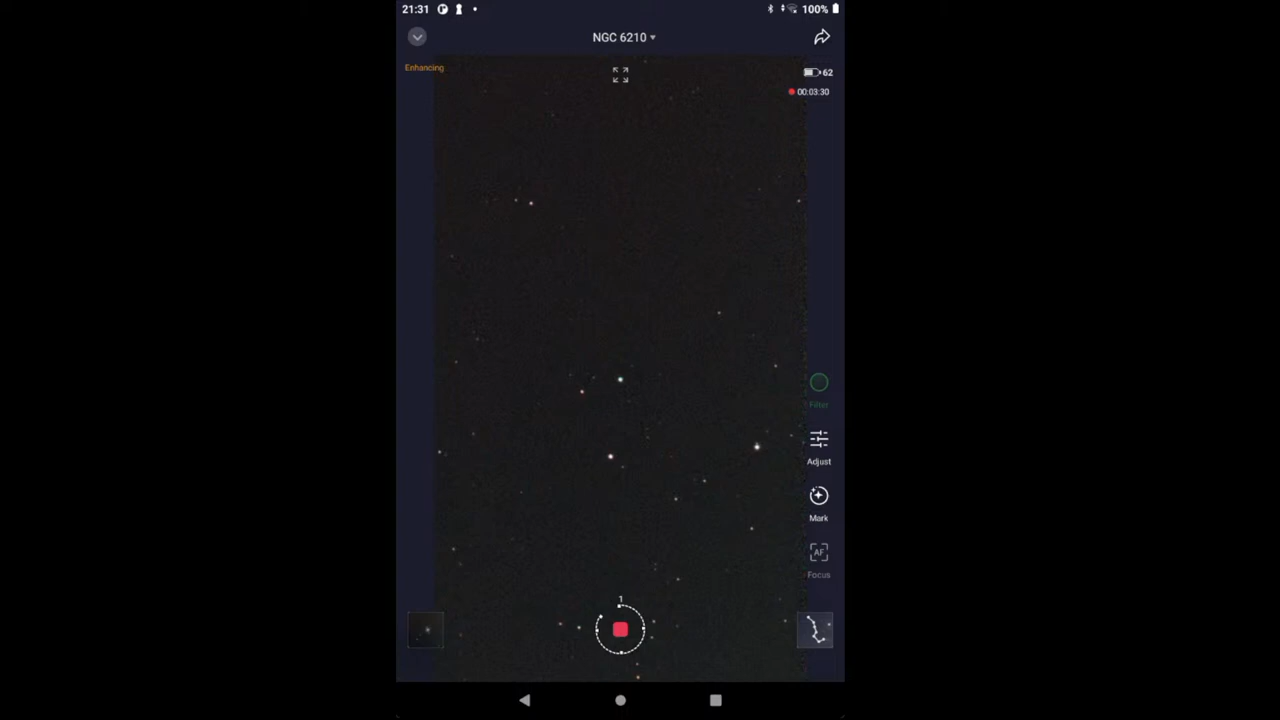 21:31
100%
NGC 6210
Enhancing
62
00:03:30
Filter
Adjust
Mark
AF
Focus
1